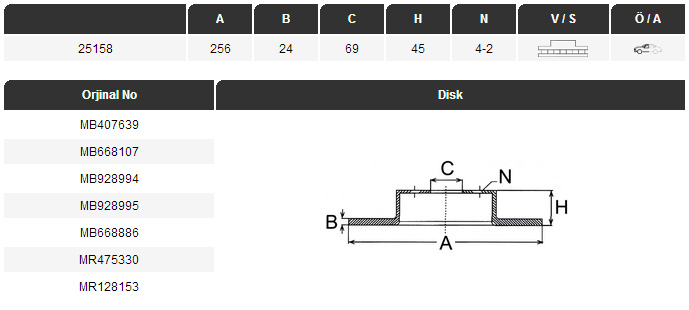 A B C H N V / S Ö / A
25158 256 24 69 45 4-2
Orjinal No Disk
MB407639
MB668107
MB928994
MB928995
MB668886
MR475330
MR128153
C N
B H
A